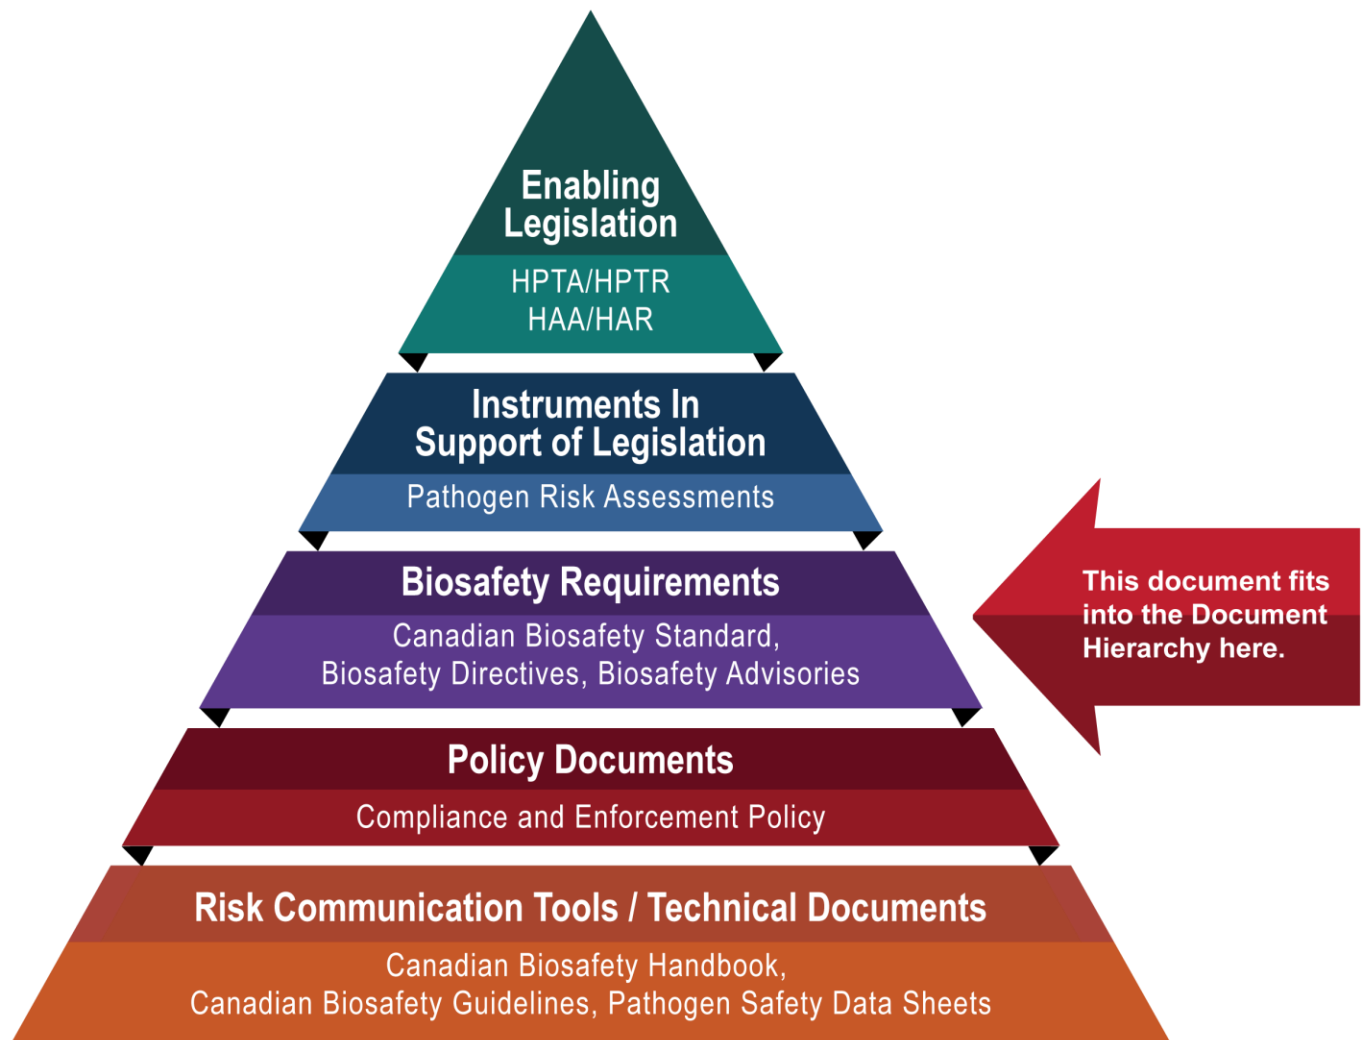 Enabling
Legislation
HPTA/HPTR
HAA/HAR
Instruments In
Support of Legislation
Pathogen Risk Assessments
Biosafety Requirements
Canadian Biosafety Standard,
Biosafety Directives, Biosafety Advisories
This document fits
into the Document
Hierarchy here.
Policy Documents
Compliance and Enforcement Policy
Risk Communication Tools / Technical Documents
Canadian Biosafety Handbook,
Canadian Biosafety Guidelines, Pathogen Safety Data Sheets